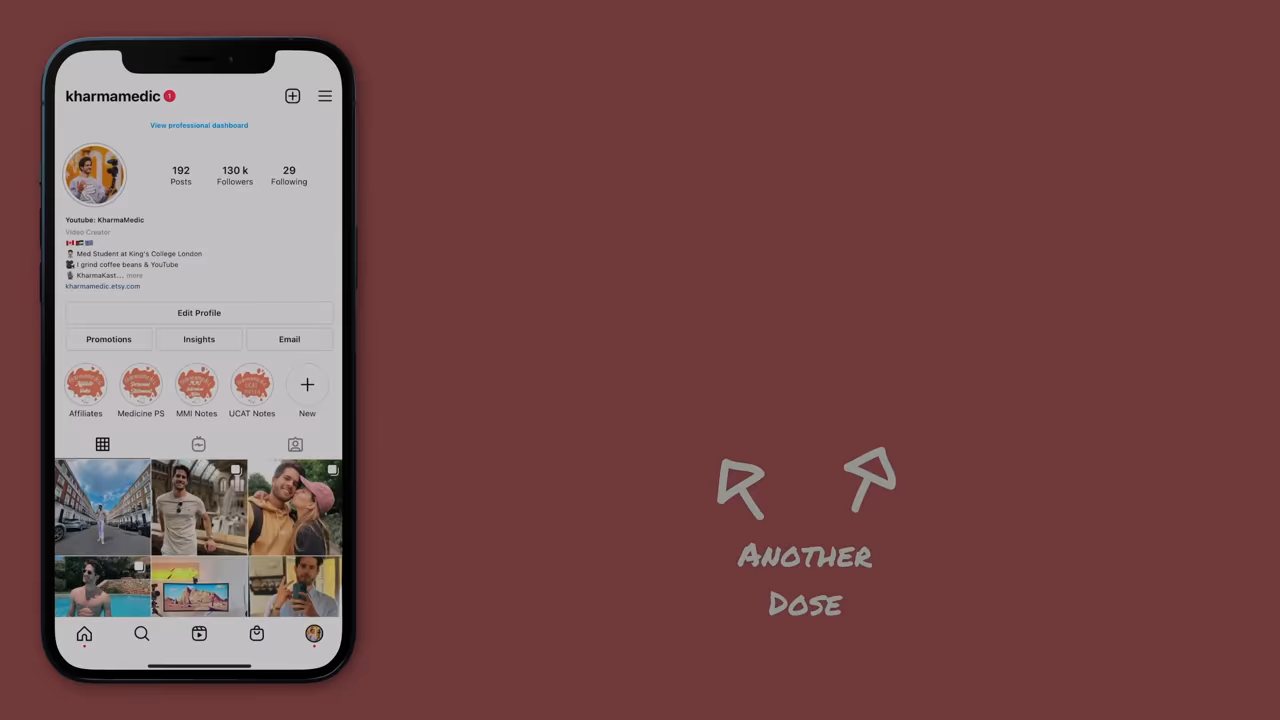 kharmamedic 1
View professional dashboard
192 130 k 29
Posts Followers Following
Youtube: KharmaMedic
Video Creator
Med Student at King's College London
I grind coffee beans & YouTube
KharmaKast... more
kharmamedic.etsy.com
Edit Profile
Promotions Insights Email
Affiliates Medicine PS MMI Notes UCAT Notes New
Another
Dose